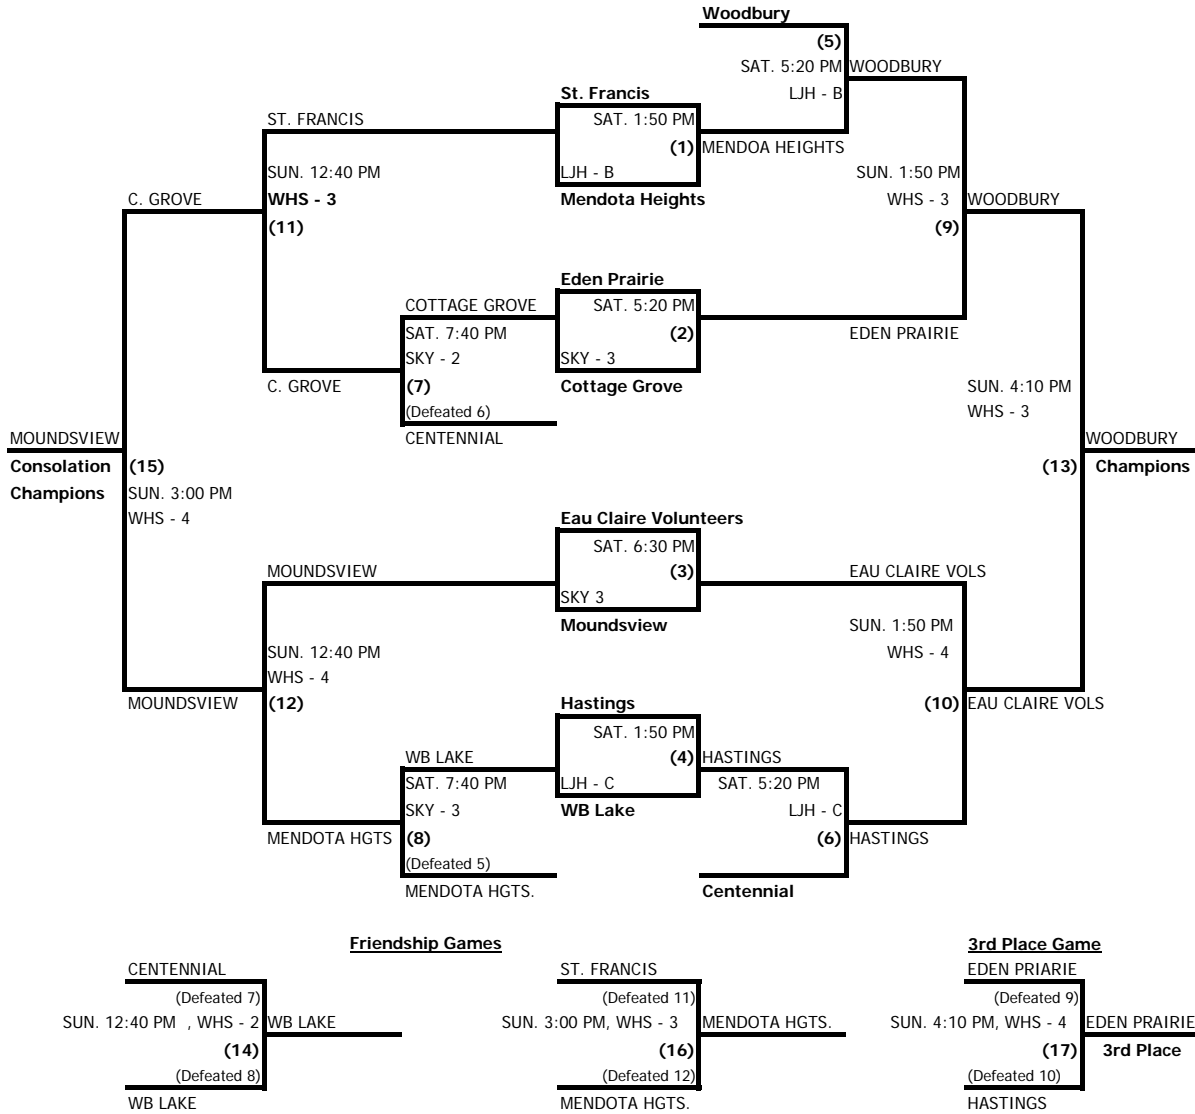 Woodbury
(5)
SAT. 5:20 PM WOODBURY
LJH - B
St. Francis
ST. FRANCIS SAT. 1:50 PM
(1) MENDOA HEIGHTS
SUN. 12:40 PM LJH - B SUN. 1:50 PM
C. GROVE WHS - 3 Mendota Heights WHS - 3 WOODBURY
(11) (9)
Eden Prairie
COTTAGE GROVE SAT. 5:20 PM
SAT. 7:40 PM (2) EDEN PRAIRIE
SKY - 2 SKY - 3
C. GROVE (7) Cottage Grove SUN. 4:10 PM
(Defeated 6) WHS - 3
CENTENNIAL
MOUNDSVIEW WOODBURY
Consolation (15) (13) Champions
Champions SUN. 3:00 PM
WHS - 4 Eau Claire Volunteers
SAT. 6:30 PM
MOUNDSVIEW (3) EAU CLAIRE VOLS
SKY 3
Moundsview SUN. 1:50 PM
SUN. 12:40 PM WHS - 4
WHS - 4
MOUNDSVIEW (12) Hastings (10) EAU CLAIRE VOLS
SAT. 1:50 PM
WB LAKE (4) HASTINGS
SAT. 7:40 PM LJH - C SAT. 5:20 PM
SKY - 3 WB Lake LJH - C
MENDOTA HGTS (8) (6) HASTINGS
(Defeated 5)
MENDOTA HGTS. Centennial
Friendship Games 3rd Place Game
CENTENNIAL ST. FRANCIS EDEN PRIARIE
(Defeated 7) (Defeated 11) (Defeated 9)
SUN. 12:40 PM , WHS - 2 WB LAKE SUN. 3:00 PM, WHS - 3 MENDOTA HGTS. SUN. 4:10 PM, WHS - 4 EDEN PRAIRIE
(14) (16) (17) 3rd Place
(Defeated 8) (Defeated 12) (Defeated 10)
WB LAKE MENDOTA HGTS. HASTINGS